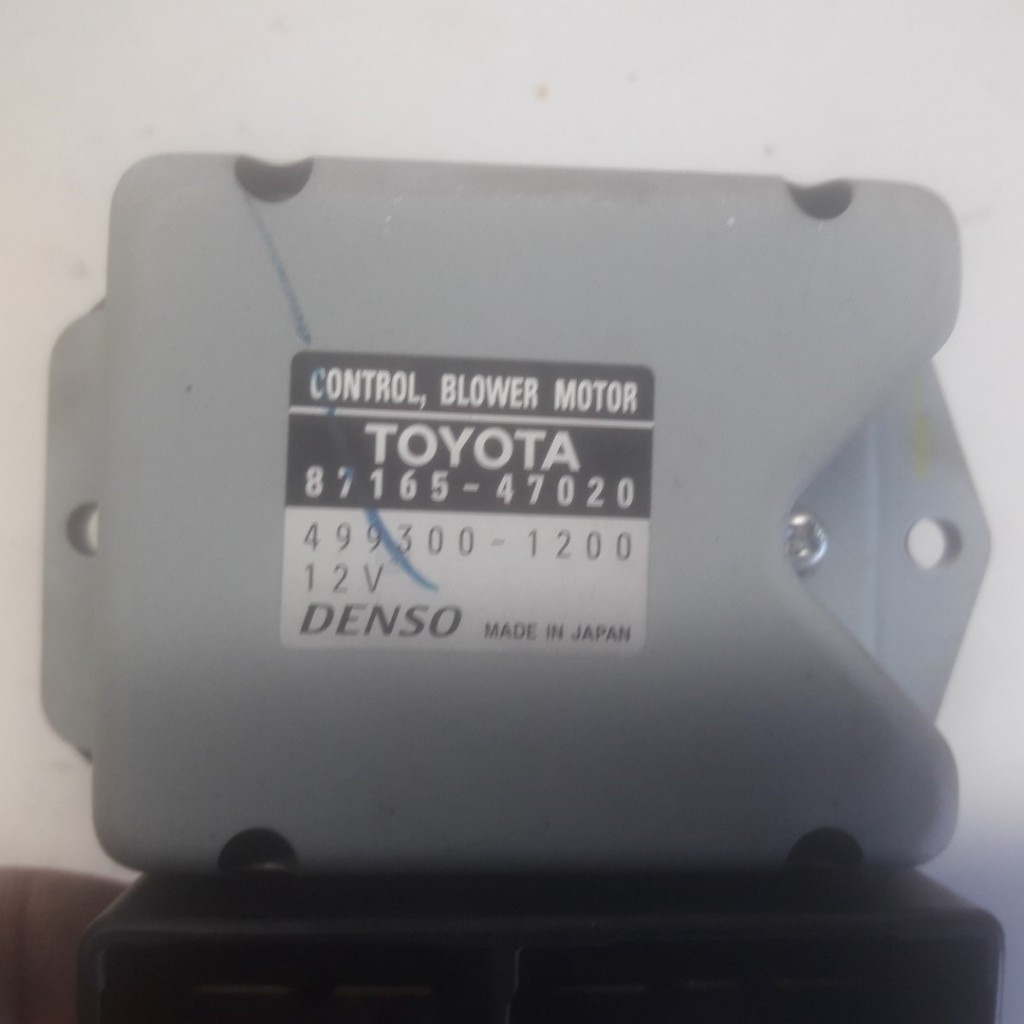 CONTROL, BLOWER MOTOR
TOYOTA
87165-47020
499300-1200
12V
DENSO MADE IN JAPAN